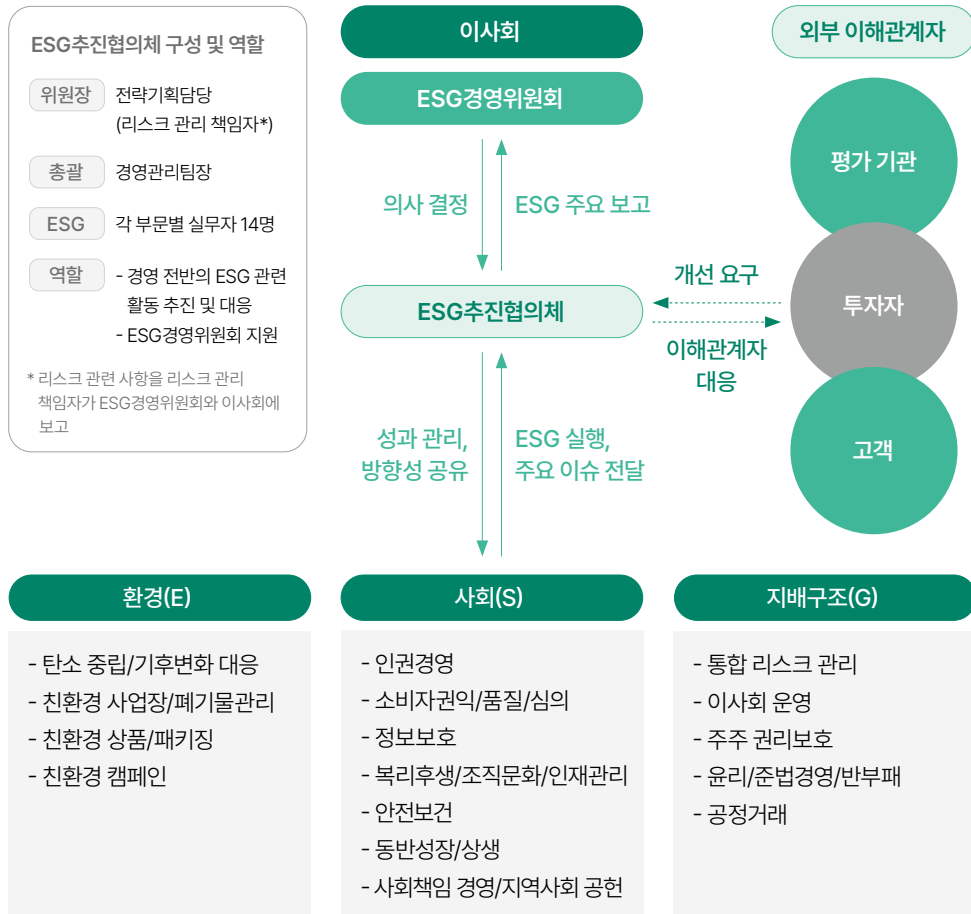 ESG추진협의체 구성 및 역할
위원장 전략기획담당
(리스크 관리 책임자*)
총괄 경영관리팀장
ESG 각 부문별 실무자 14명
역할 - 경영 전반의 ESG 관련
활동 추진 및 대응
- ESG경영위원회 지원
* 리스크 관련 사항을 리스크 관리
책임자가 ESG경영위원회와 이사회에
보고
이사회
ESG경영위원회
의사 결정
ESG 주요 보고
ESG추진협의체
성과 관리,
방향성 공유
ESG 실행,
주요 이슈 전달
외부 이해관계자
평가 기관
투자자
고객
개선 요구
이해관계자
대응
환경(E)
- 탄소 중립/기후변화 대응
- 친환경 사업장/폐기물관리
- 친환경 상품/패키징
- 친환경 캠페인
사회(S)
- 인권경영
- 소비자권익/품질/심의
- 정보보호
- 복리후생/조직문화/인재관리
- 안전보건
- 동반성장/상생
- 사회책임 경영/지역사회 공헌
지배구조(G)
- 통합 리스크 관리
- 이사회 운영
- 주주 권리보호
- 윤리/준법경영/반부패
- 공정거래